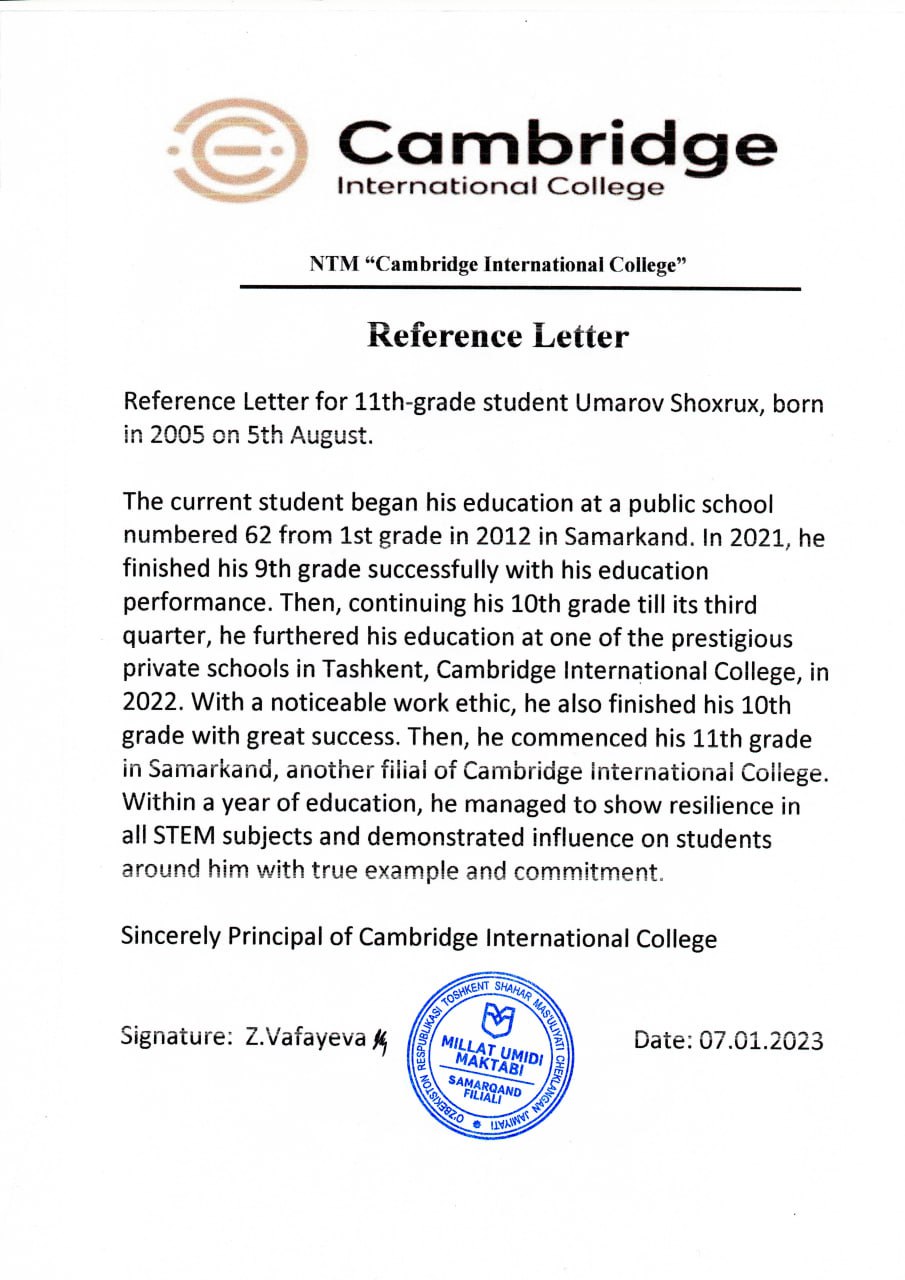 Cambridge
International College
NTM “Cambridge International College”
Reference Letter
Reference Letter for 11th-grade student Umarov Shoxrux, born
in 2005 on 5th August.
The current student began his education at a public school
numbered 62 from 1st grade in 2012 in Samarkand. In 2021, he
finished his 9th grade successfully with his education
performance. Then, continuing his 10th grade till its third
quarter, he furthered his education at one of the prestigious
private schools in Tashkent, Cambridge International College, in
2022. With a noticeable work ethic, he also finished his 10th
grade with great success. Then, he commenced his 11th grade
in Samarkand, another filial of Cambridge International College.
Within a year of education, he managed to show resilience in
all STEM subjects and demonstrated influence on students
around him with true example and commitment.
Sincerely Principal of Cambridge International College
Signature: Z.Vafayeva
Date: 07.01.2023
O‘ZBEKISTON RESPUBLIKASI TOSHKENT SHAHAR MAS‘ULIYATI CHEKLANGAN JAMIYATI
MILLAT UMIDI
MAKTABI
SAMARQAND
FILIALI